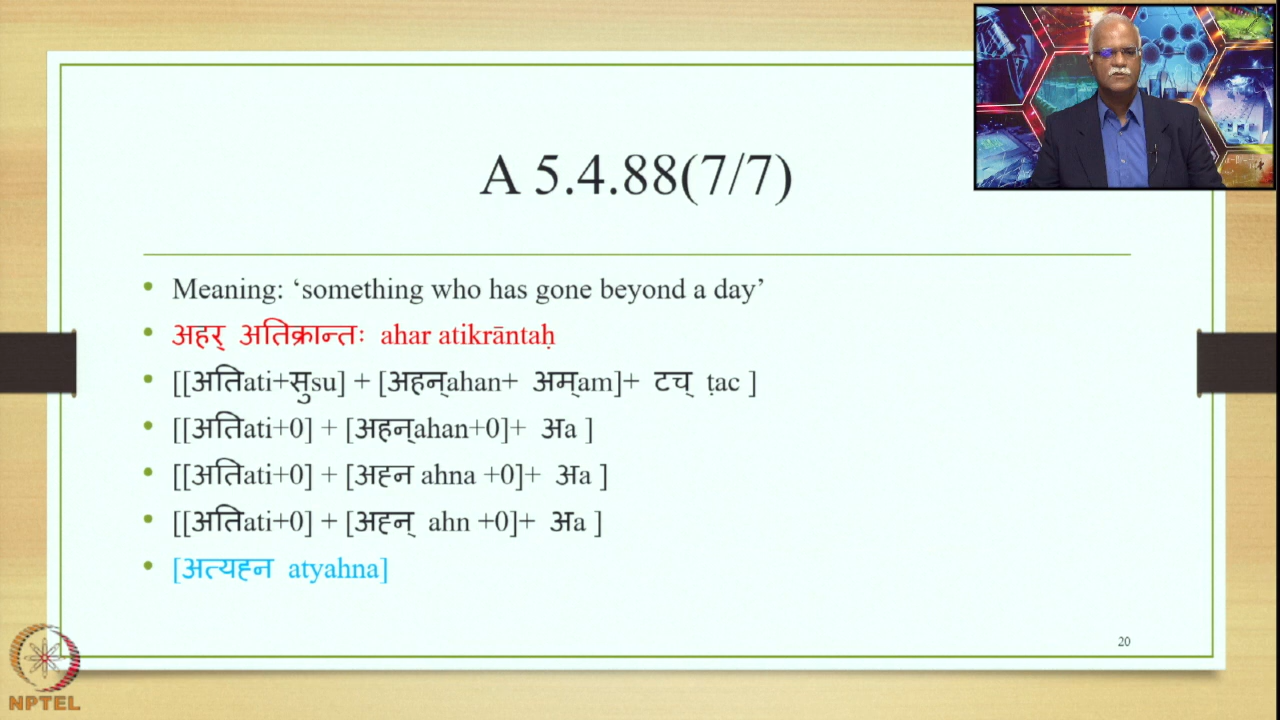 A 5.4.88(7/7)
• Meaning: ‘something who has gone beyond a day’
• अहर् अतिक्रान्तः ahar atikrāntaḥ
• [[अतिati+सुsu] + [अहन्ahan+ अम्am]+ टच् ṭac ]
• [[अतिati+0] + [अहन्ahan+0]+ अa ]
• [[अतिati+0] + [अह्न ahna +0]+ अa ]
• [[अतिati+0] + [अह्न् ahn +0]+ अa ]
• [अत्यह्न atyahna]
20
NPTEL